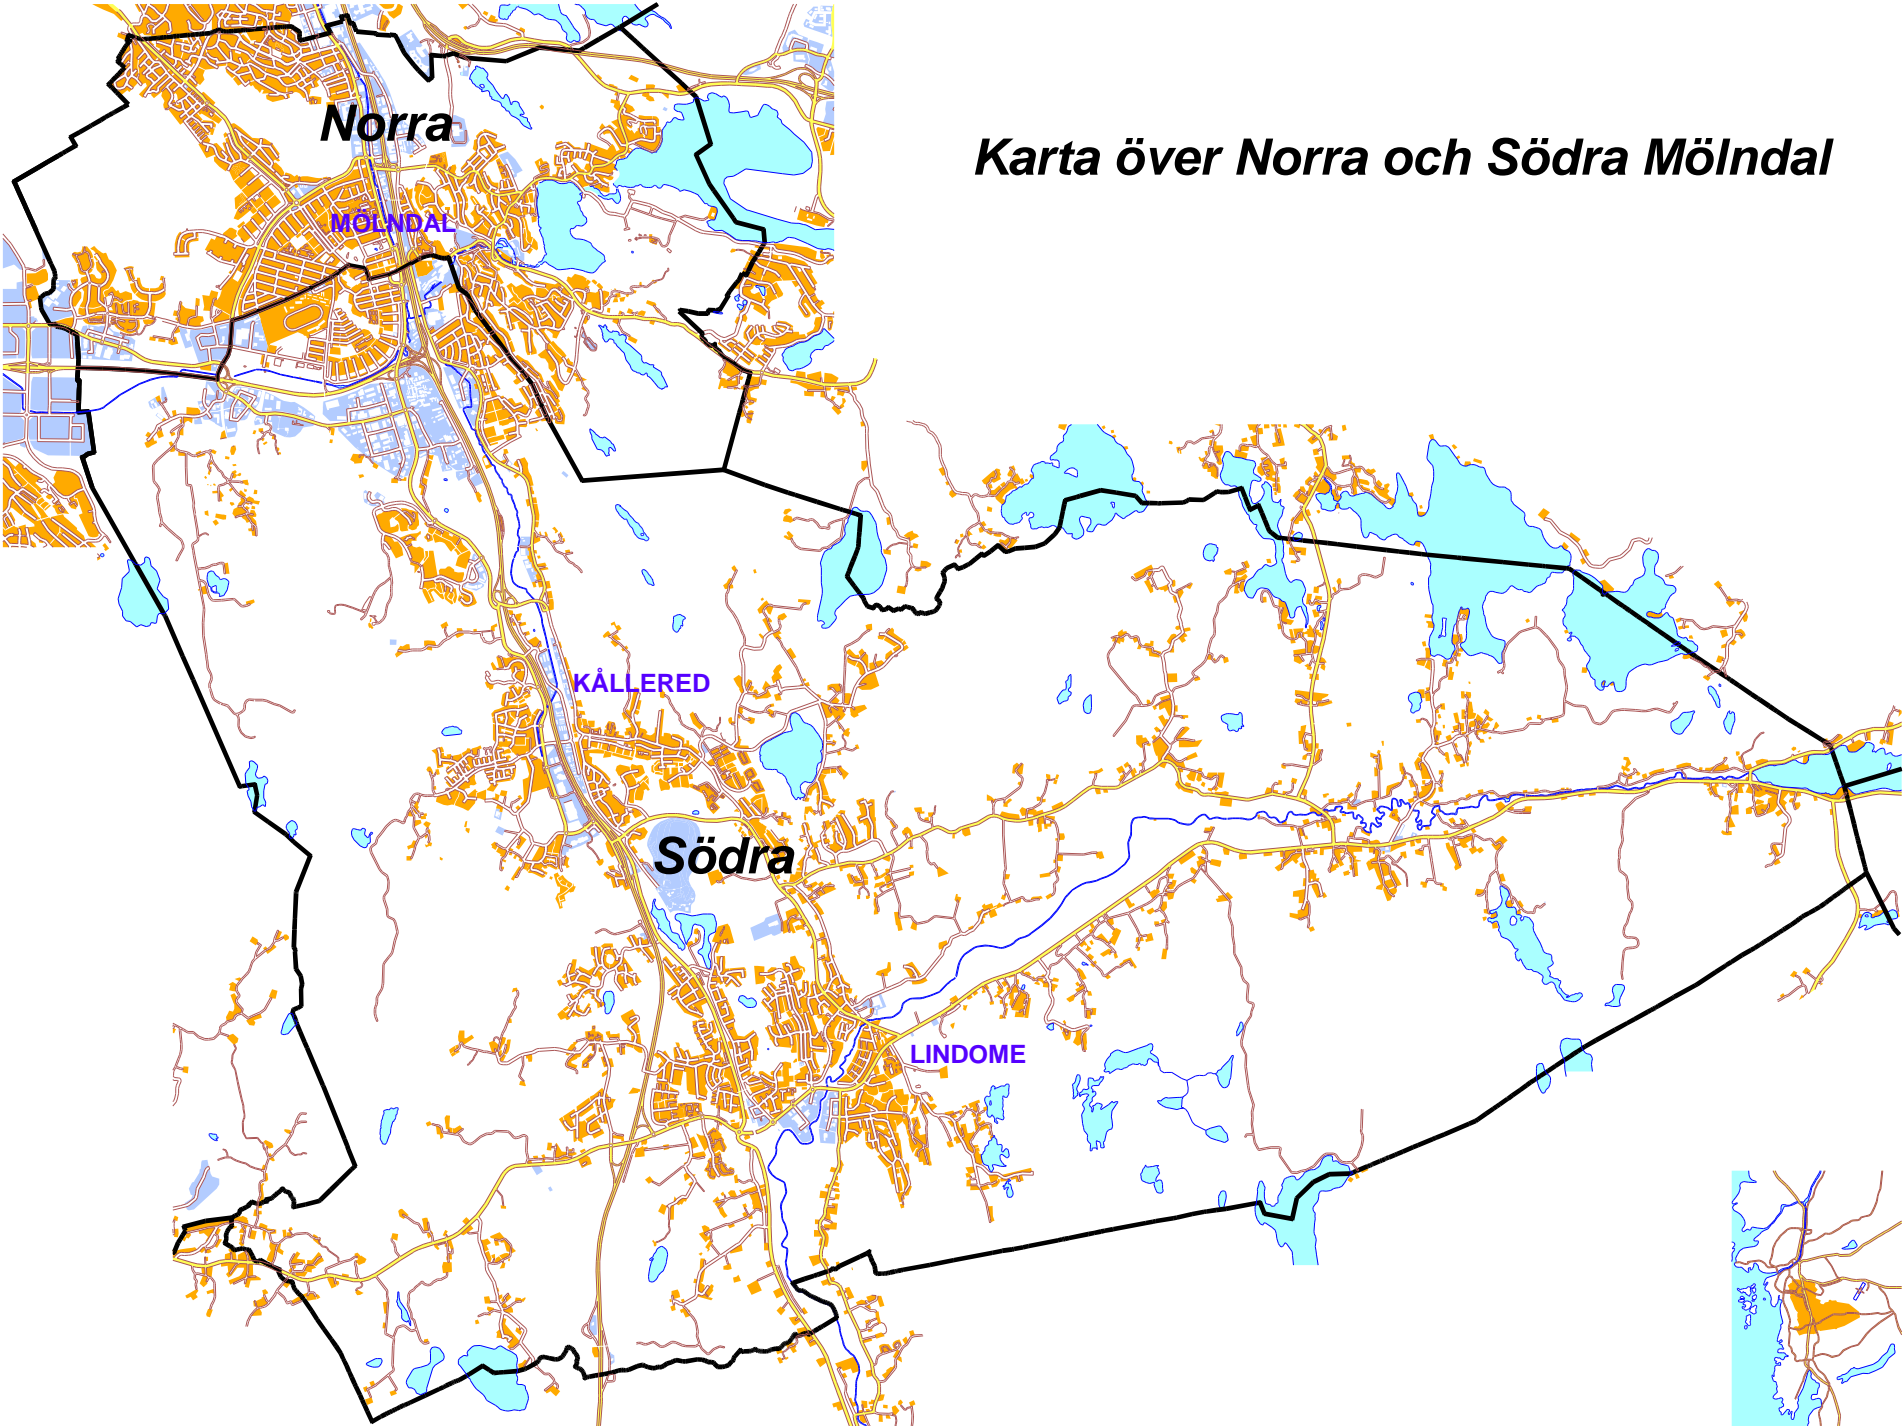 Norra
Karta över Norra och Södra Mölndal
MÖLNDAL
KÅLLERED
Södra
LINDOME